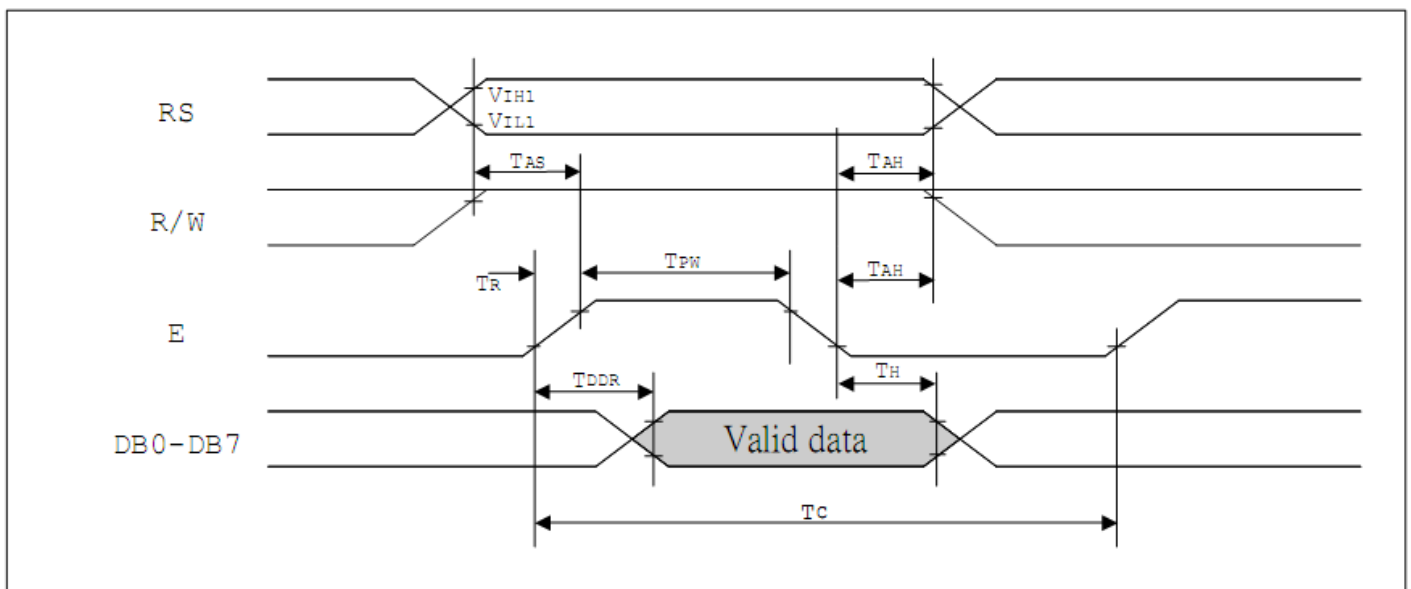 RS
VIH1
VIL1
TAS
TAH
R/W
TPW
TAH
TR
E
TDDR
TH
DB0-DB7
Valid data
TC